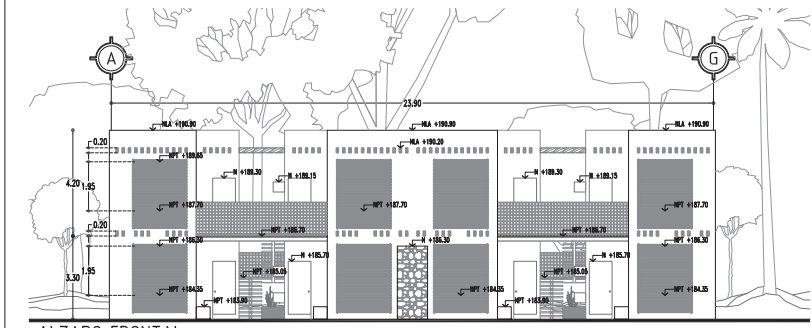 A
G
23.90
NLA +190.90
NLA +190.90
NLA +190.90
NLA +190.20
0.20
NPT +189.65
N +189.30
N +189.15
N +189.30
N +189.15
4.20
1.95
NPT +187.70
NPT +187.70
NPT +187.70
0.20
NPT +186.70
NPT +186.70
NPT +186.30
N +186.30
NPT +186.30
N +185.70
N +185.70
NPT +185.05
NPT +185.05
3.30
1.95
NPT +184.35
NPT +184.35
NPT +184.35
NPT +183.90
NPT +183.90
ALZADO FRONTAL